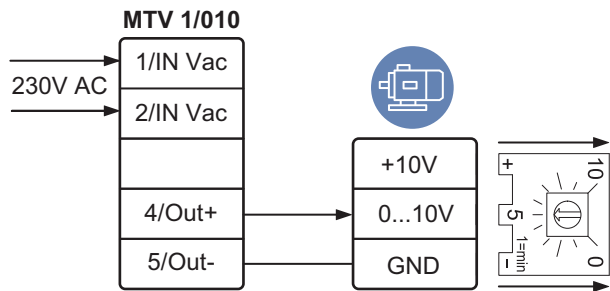 MTV 1/010
1/IN Vac
230V AC
2/IN Vac
+10V
4/Out+
0...10V
5/Out-
GND
+
5
-
1=min
10
0